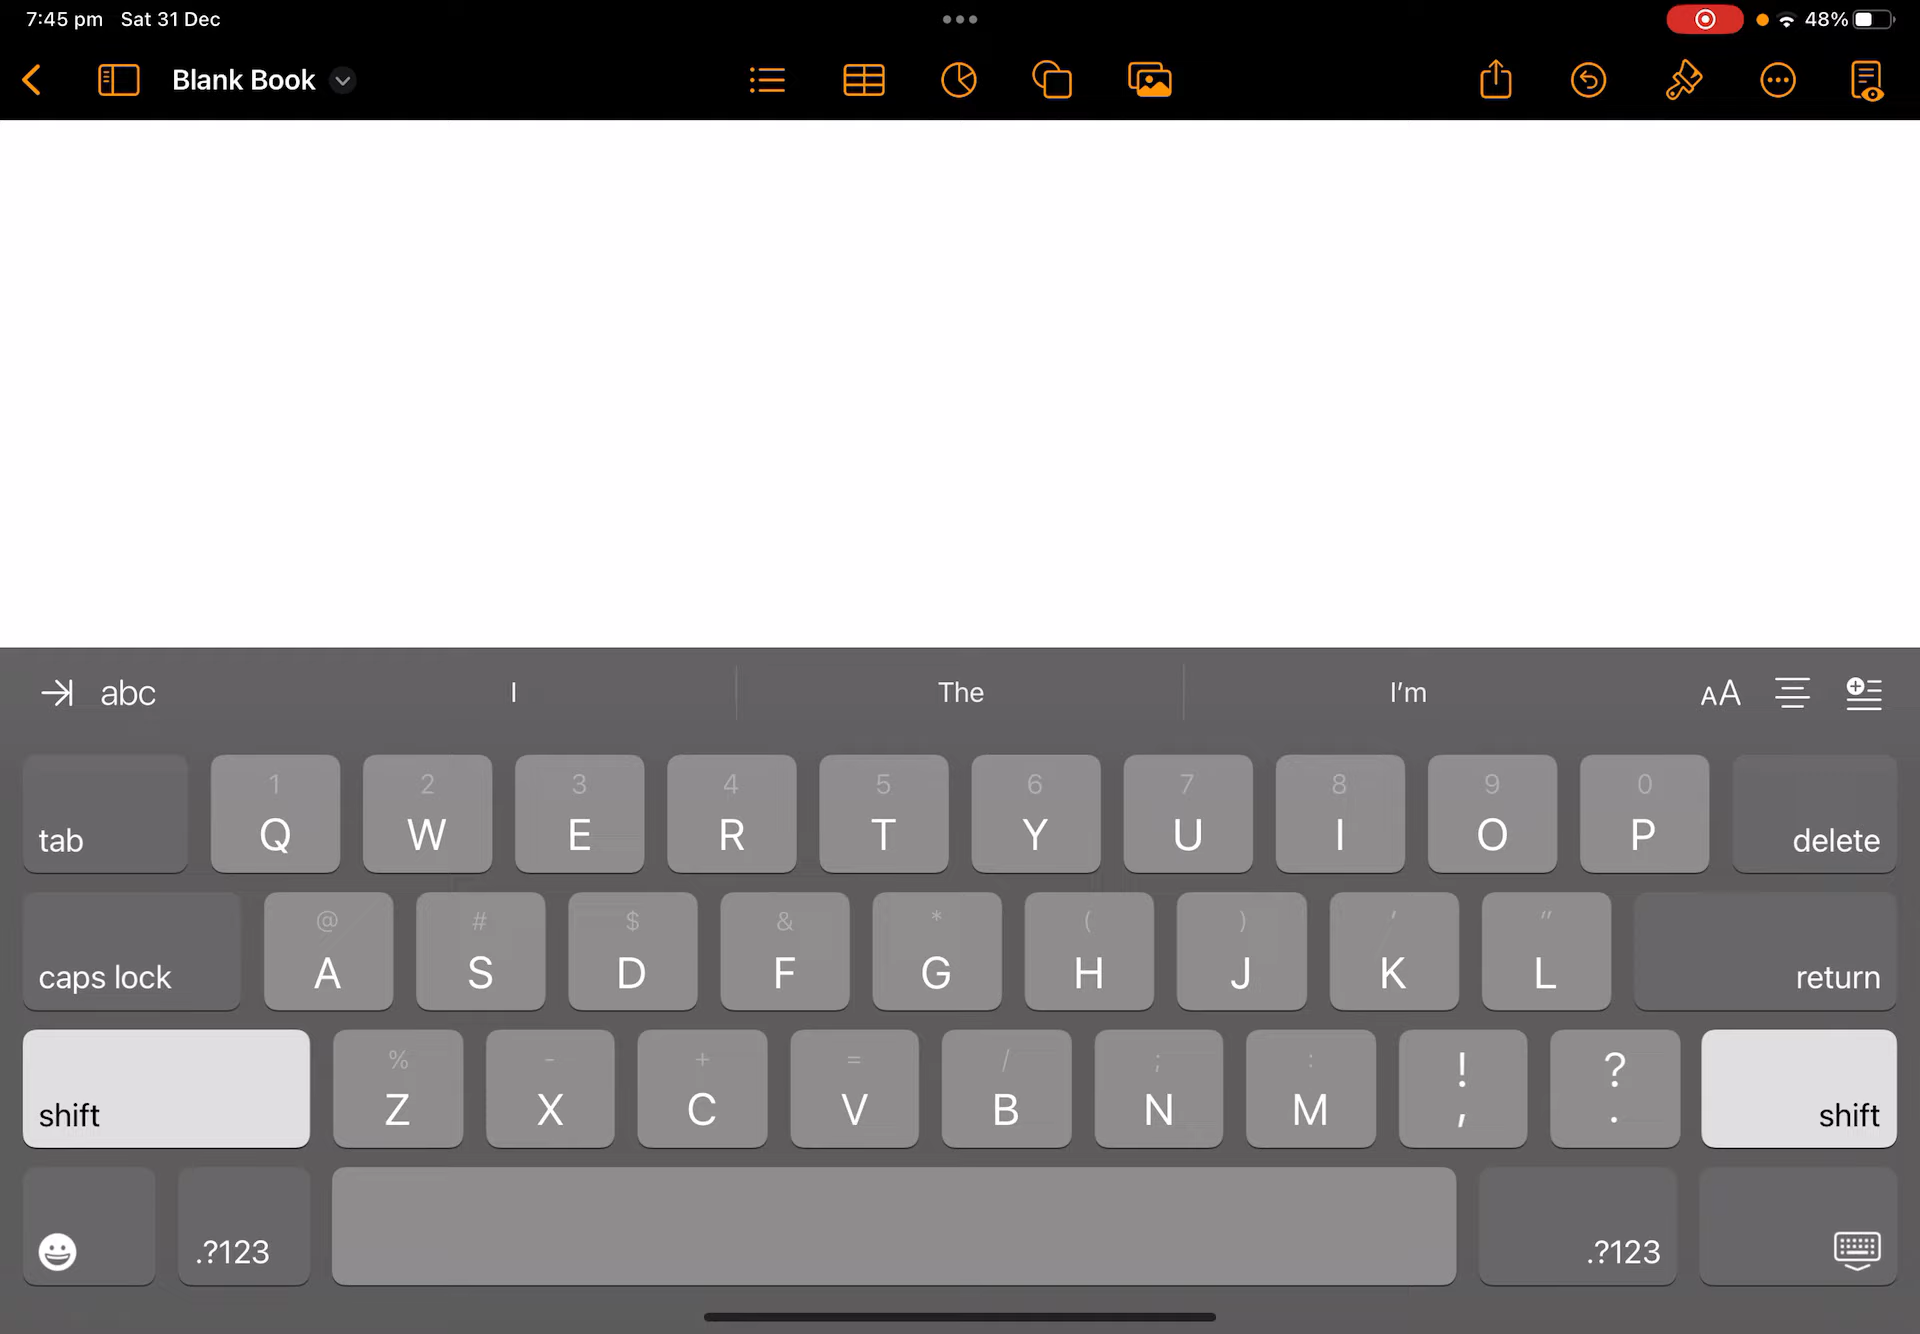 7:45 pm Sat 31 Dec 48%
Blank Book
abc I The I'm AA
tab 1 Q 2 W 3 E 4 R 5 T 6 Y 7 U 8 I 9 O 0 P delete
caps lock @ A # S $ D & F * G ( H ) J ' K " L return
shift % Z - X + C = V / B ; N : M ! , ? . shift
.?123 .?123